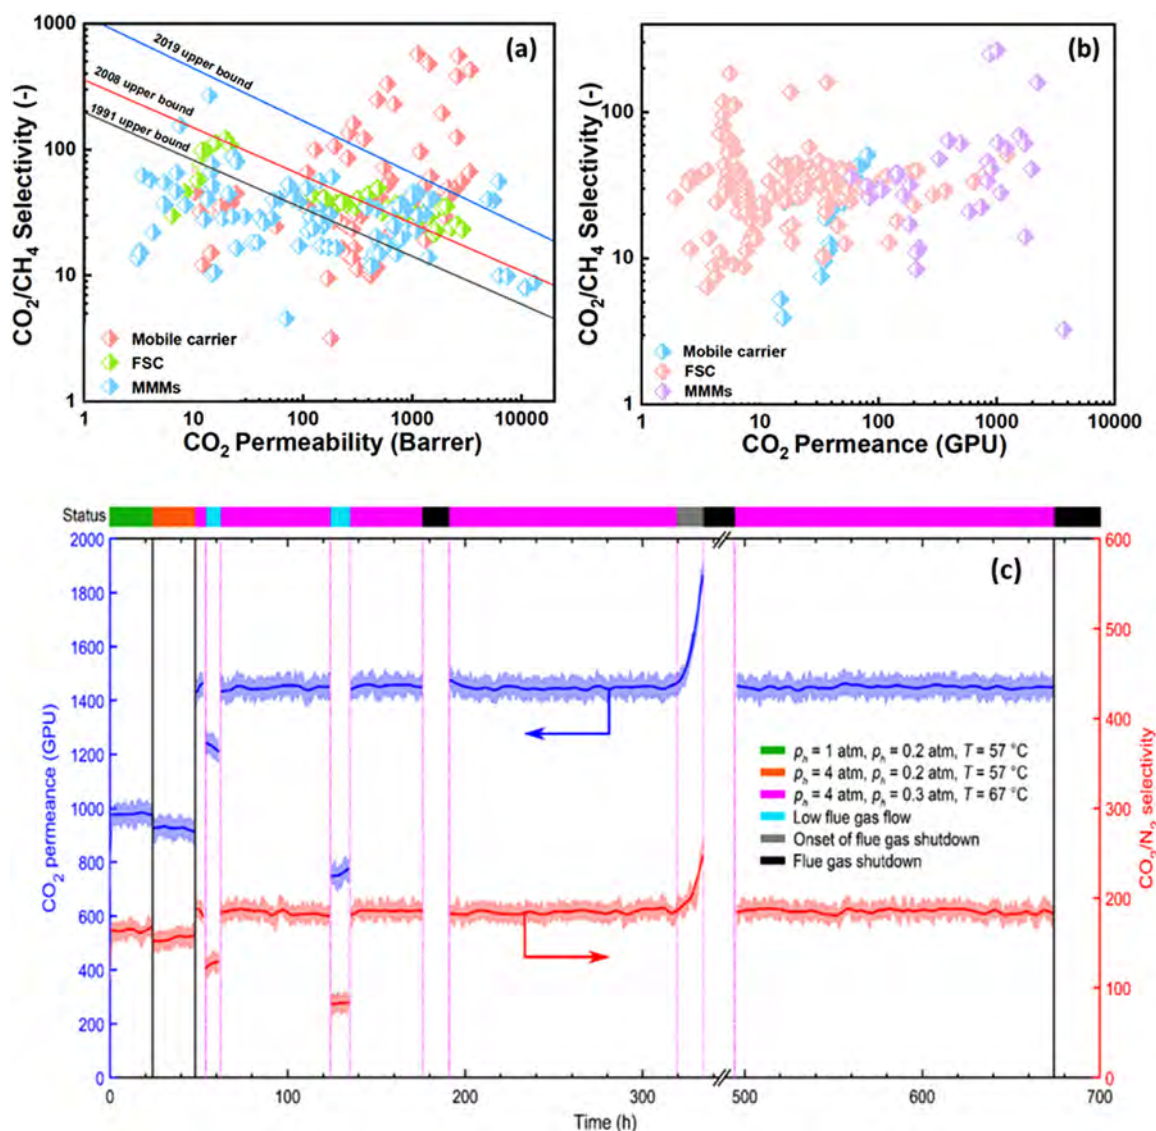 (a)
CO2/CH4 Selectivity (-)
1000
100
10
1
2019 upper bound
2008 upper bound
1991 upper bound
Mobile carrier
FSC
MMMs
1 10 100 1000 10000
CO2 Permeability (Barrer)
(b)
CO2/CH4 Selectivity (-)
100
10
1
Mobile carrier
FSC
MMMs
1 10 100 1000 10000
CO2 Permeance (GPU)
Status
(c)
CO2 permeance (GPU)
2000
1800
1600
1400
1200
1000
800
600
400
200
0
600
500
400
300
200
100
0
CO2/N2 selectivity
ph = 1 atm, ph = 0.2 atm, T = 57 °C
ph = 4 atm, ph = 0.2 atm, T = 57 °C
ph = 4 atm, ph = 0.3 atm, T = 67 °C
Low flue gas flow
Onset of flue gas shutdown
Flue gas shutdown
0 100 200 300 500 600 700
Time (h)